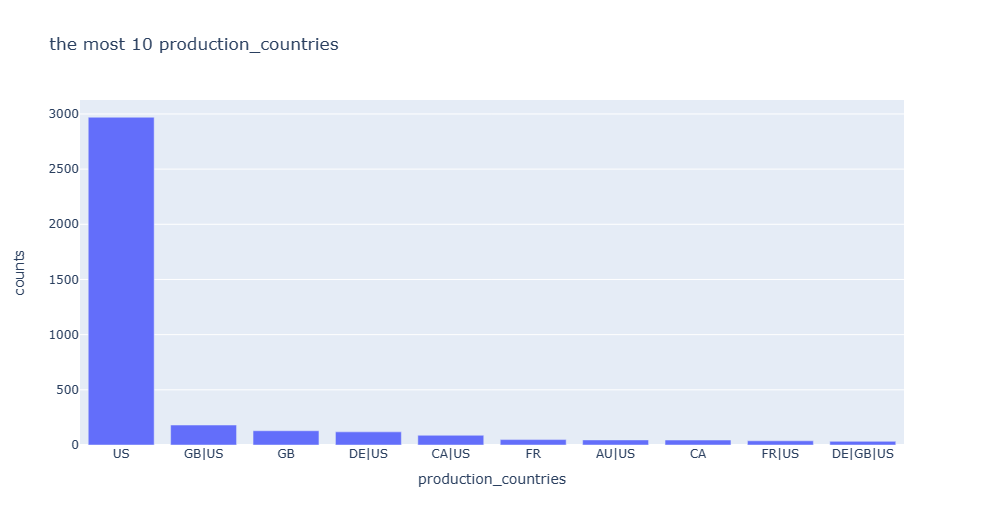 the most 10 production_countries
counts
3000
2500
2000
1500
1000
500
0
US GB|US GB DE|US CA|US FR AU|US CA FR|US DE|GB|US
production_countries